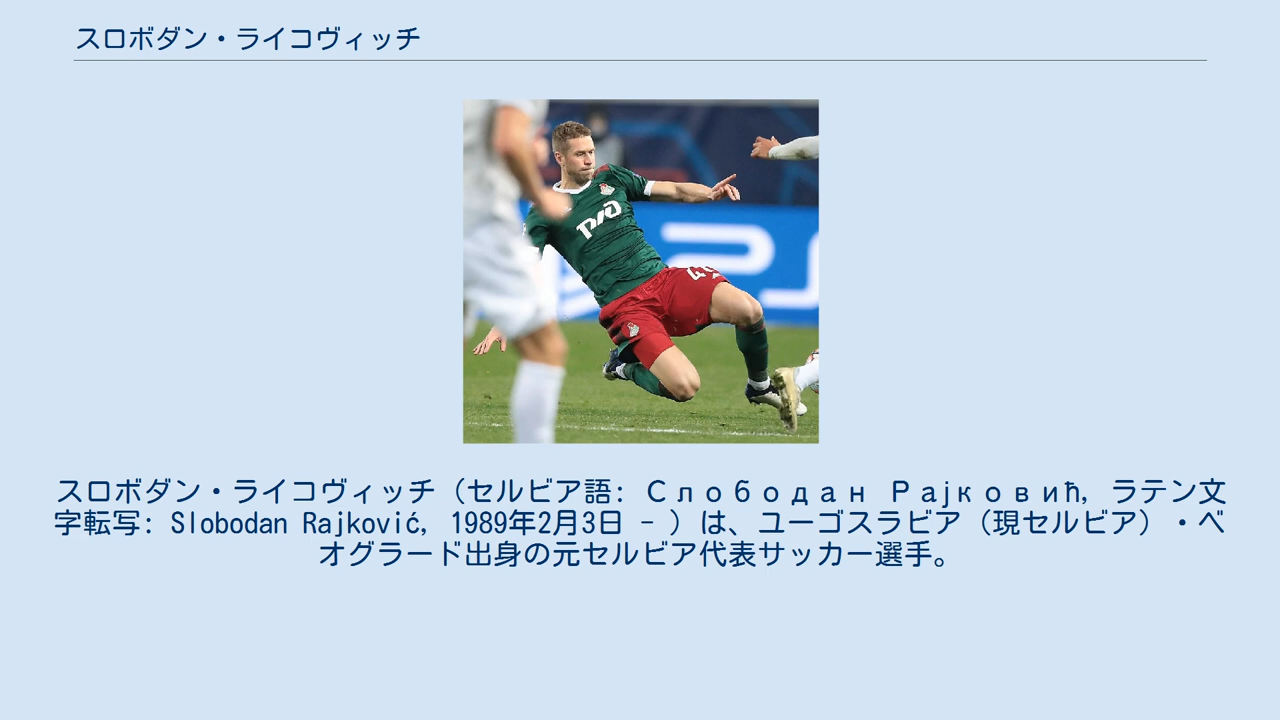 スロボダン・ライコヴィッチ
РЖД
スロボダン・ライコヴィッチ（セルビア語: Слободан Рајковић, ラテン文
字転写: Slobodan Rajković, 1989年2月3日 - ）は、ユーゴスラビア（現セルビア）・ベ
オグラード出身の元セルビア代表サッカー選手。